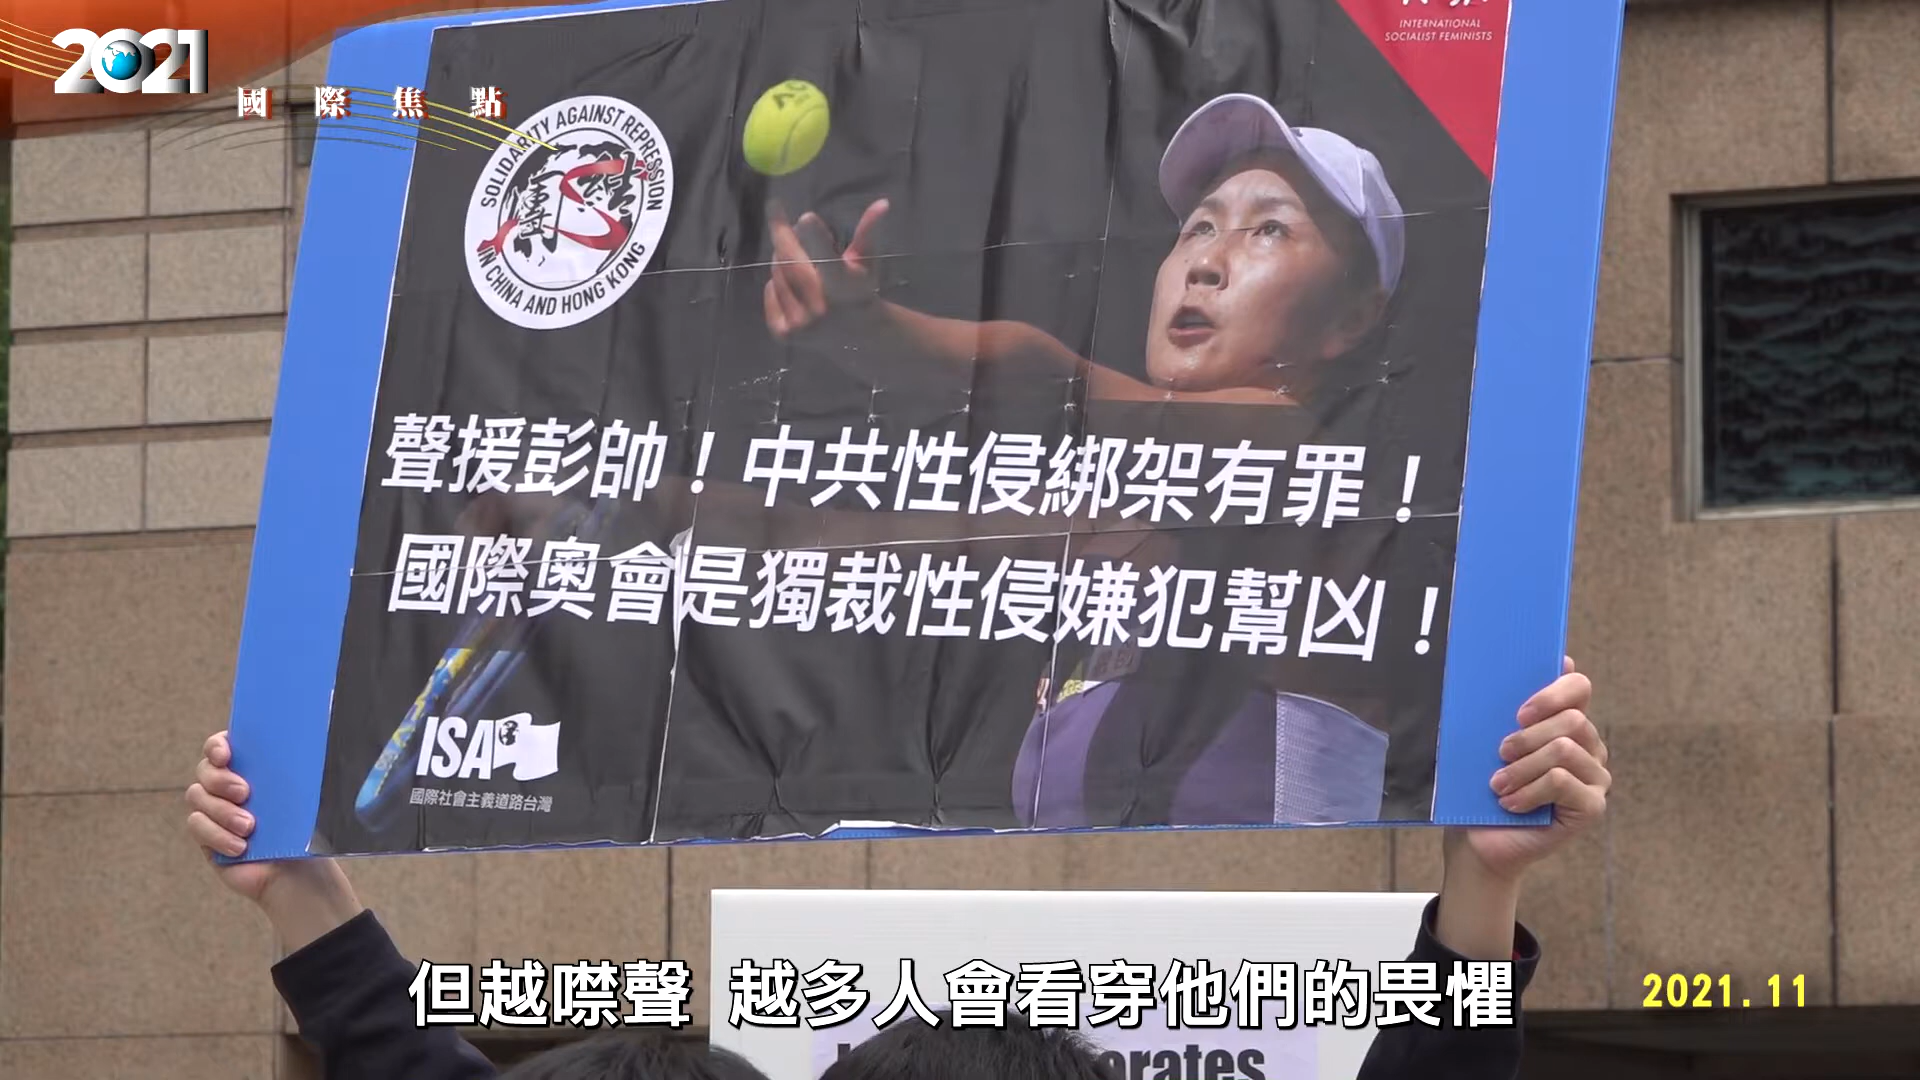 2021
國際焦點
INTERNATIONAL
SOCIALIST FEMINISTS
SOLIDARITY AGAINST REPRESSION
IN CHINA AND HONG KONG
團結
聲援彭帥！中共性侵綁架有罪！
國際奧會是獨裁性侵嫌犯幫凶！
ISA
國際社會主義道路台灣
但越噤聲 越多人會看穿他們的畏懼
2021.11